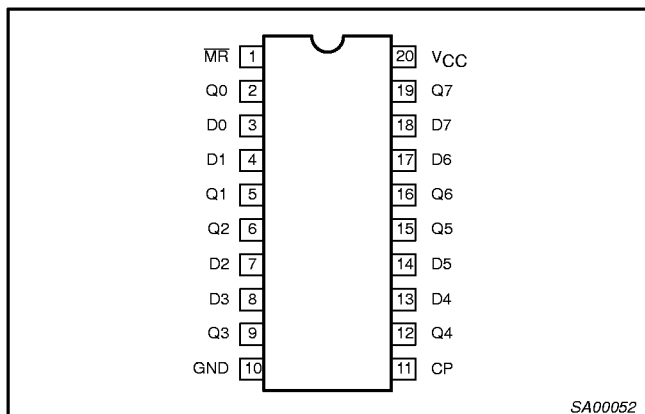 M̅R̅ 1 20 VCC
Q0 2 19 Q7
D0 3 18 D7
D1 4 17 D6
Q1 5 16 Q6
Q2 6 15 Q5
D2 7 14 D5
D3 8 13 D4
Q3 9 12 Q4
GND 10 11 CP
SA00052